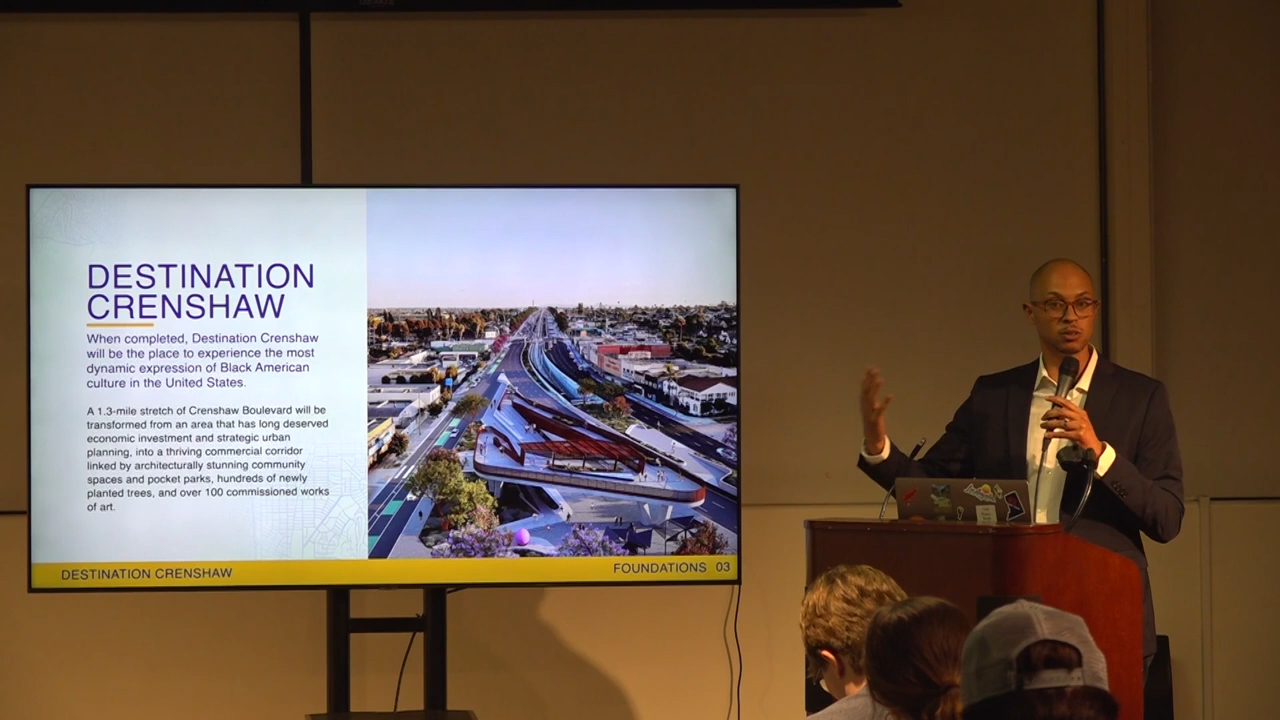 DESTINATION
CRENSHAW
When completed, Destination Crenshaw
will be the place to experience the most
dynamic expression of Black American
culture in the United States.
A 1.3-mile stretch of Crenshaw Boulevard will be
transformed from an area that has long deserved
economic investment and strategic urban
planning, into a thriving commercial corridor
linked by architecturally stunning community
spaces and pocket parks, hundreds of newly
planted trees, and over 100 commissioned works
of art.
DESTINATION CRENSHAW
FOUNDATIONS 03